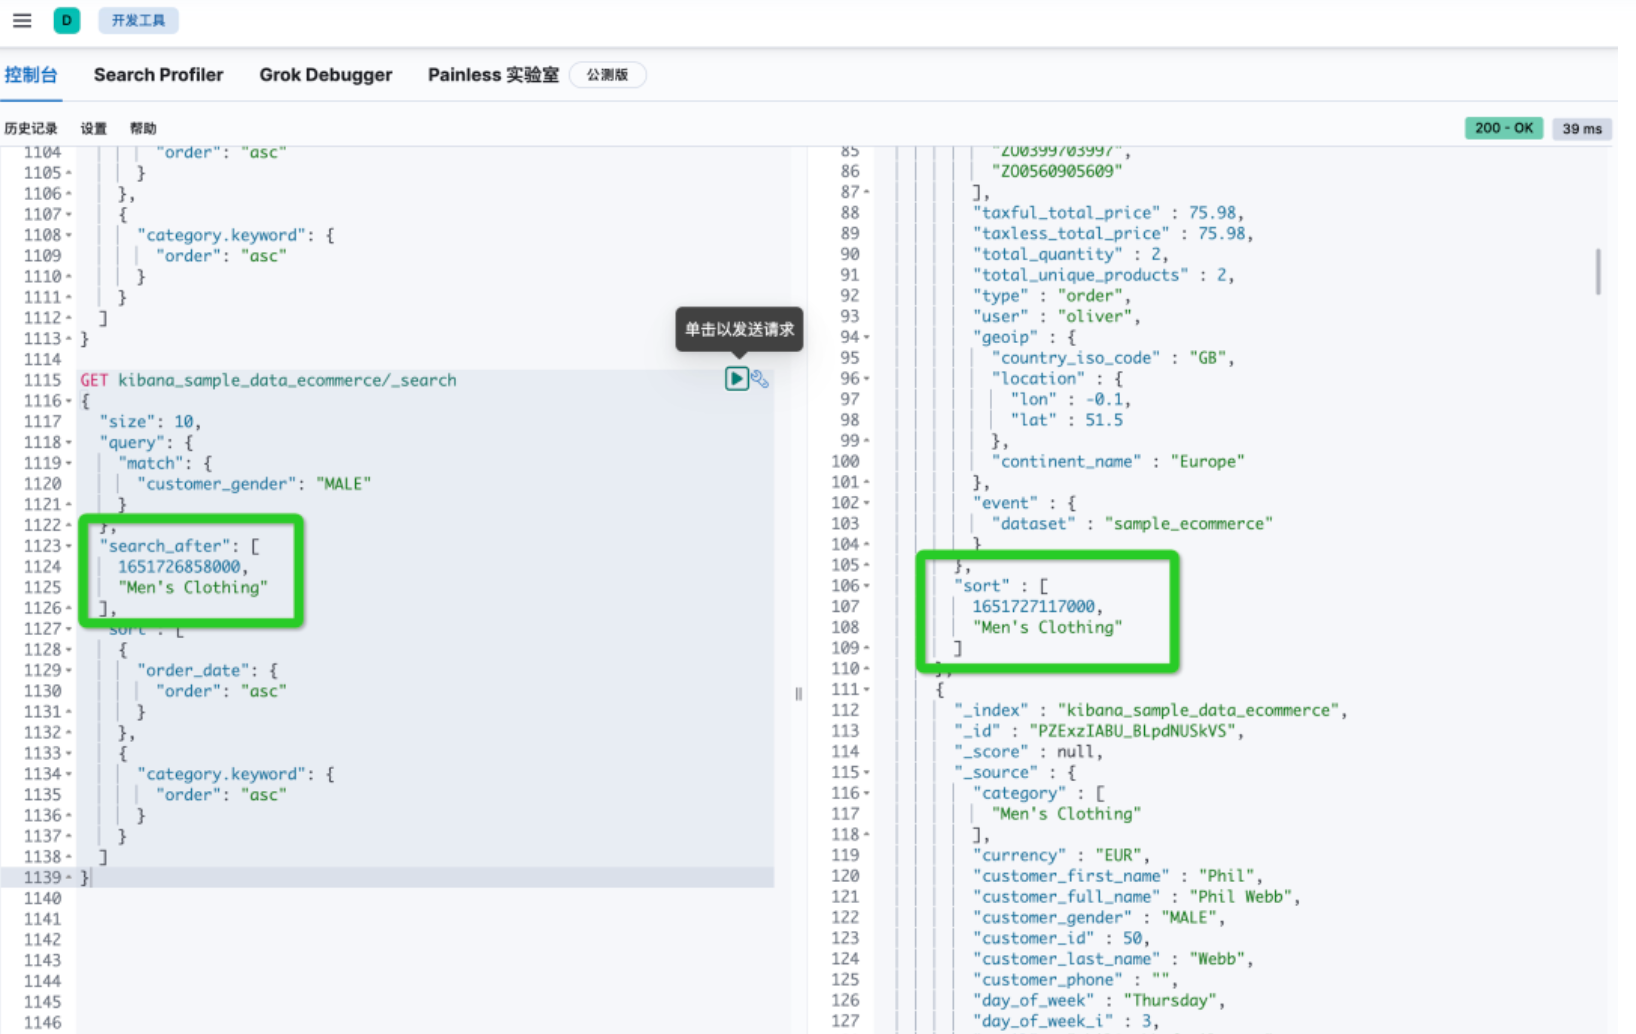 D 开发工具
控制台 Search Profiler Grok Debugger Painless 实验室 公测版
历史记录 设置 帮助
200 - OK 39 ms
1104 "order": "asc"
1105 }
1106 },
1107 {
1108 "category.keyword": {
1109 "order": "asc"
1110 }
1111 }
1112 ]
1113 }
1114
单击以发送请求
1115 GET kibana_sample_data_ecommerce/_search
1116 {
1117 "size": 10,
1118 "query": {
1119 "match": {
1120 "customer_gender": "MALE"
1121 }
1122 },
1123 "search_after": [
1124 1651726858000,
1125 "Men's Clothing"
1126 ],
1127 "sort": [
1128 {
1129 "order_date": {
1130 "order": "asc"
1131 }
1132 },
1133 {
1134 "category.keyword": {
1135 "order": "asc"
1136 }
1137 }
1138 ]
1139 }
1140
1141
1142
1143
1144
1145
1146
85 "ZO0399703997",
86 "ZO0560905609"
87 ],
88 "taxful_total_price" : 75.98,
89 "taxless_total_price" : 75.98,
90 "total_quantity" : 2,
91 "total_unique_products" : 2,
92 "type" : "order",
93 "user" : "oliver",
94 "geoip" : {
95 "country_iso_code" : "GB",
96 "location" : {
97 "lon" : -0.1,
98 "lat" : 51.5
99 },
100 "continent_name" : "Europe"
101 },
102 "event" : {
103 "dataset" : "sample_ecommerce"
104 }
105 },
106 "sort" : [
107 1651727117000,
108 "Men's Clothing"
109 ]
110 },
111 {
112 "_index" : "kibana_sample_data_ecommerce",
113 "_id" : "PZExzIABU_BLpdNUSkVS",
114 "_score" : null,
115 "_source" : {
116 "category" : [
117 "Men's Clothing"
118 ],
119 "currency" : "EUR",
120 "customer_first_name" : "Phil",
121 "customer_full_name" : "Phil Webb",
122 "customer_gender" : "MALE",
123 "customer_id" : 50,
124 "customer_last_name" : "Webb",
125 "customer_phone" : "",
126 "day_of_week" : "Thursday",
127 "day_of_week_i" : 3,